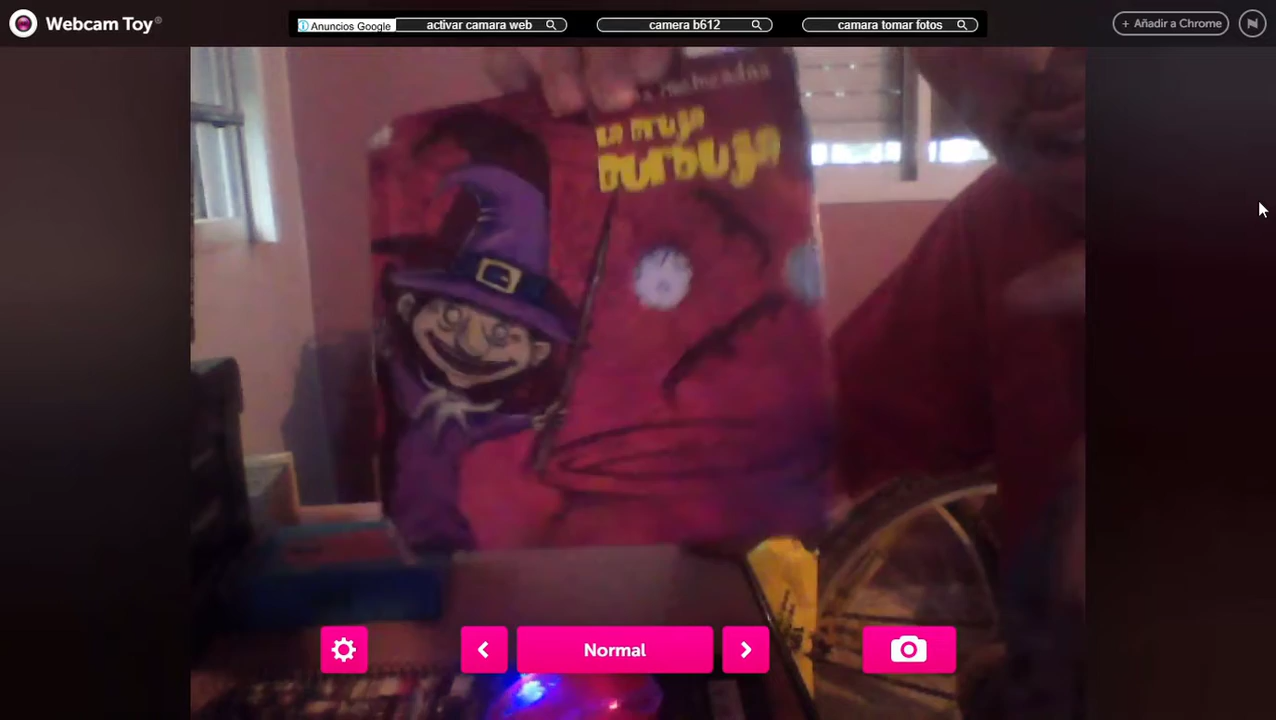 Webcam Toy®
Anuncios Google
activar camara web
camera b612
camara tomar fotos
+ Añadir a Chrome
La Bruja
Burbuja
Normal